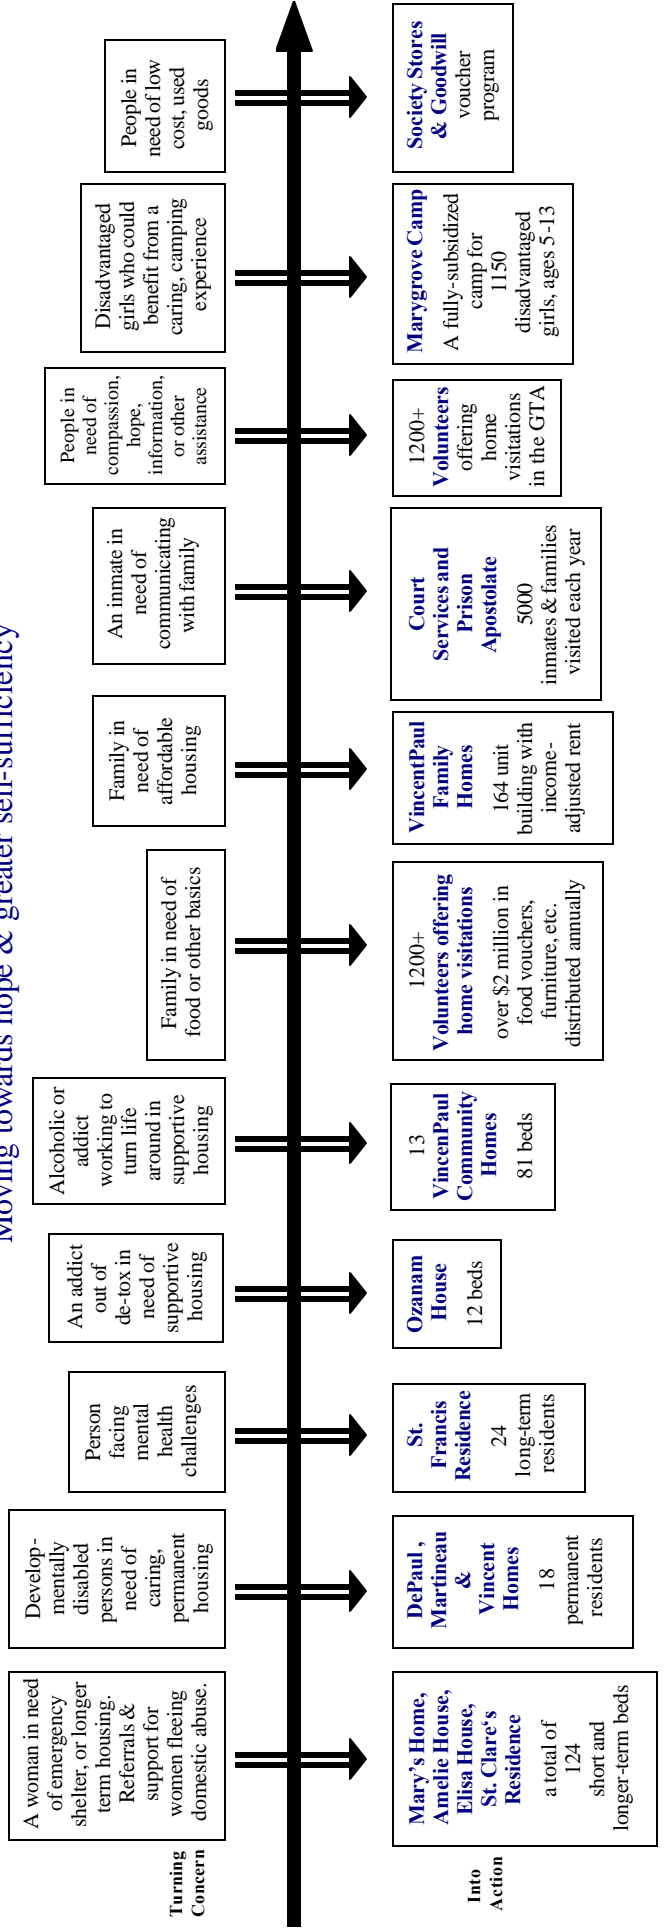 Moving towards hope & greater self-sufficiency
Turning
Concern
A woman in need
of emergency
shelter, or longer
term housing.
Referrals &
support for
women fleeing
domestic abuse.
Develop-
mentally
disabled
persons in
need of
caring,
permanent
housing
Person
facing
mental
health
challenges
An addict
out of
de-tox in
need of
supportive
housing
Alcoholic or
addict
working to
turn life
around in
supportive
housing
Family in need of
food or other basics
Family in
need of
affordable
housing
An inmate in
need of
communicating
with family
People in
need of
compassion,
hope,
information,
or other
assistance
Disadvantaged
girls who could
benefit from a
caring, camping
experience
People in
need of low
cost, used
goods
Into
Action
Mary's Home,
Amelie House,
Elisa House,
St. Clare‘s
Residence
a total of
124
short and
longer-term beds
DePaul ,
Martineau
&
Vincent
Homes
18
permanent
residents
St.
Francis
Residence
24
long-term
residents
Ozanam
House
12 beds
13
VincenPaul
Community
Homes
81 beds
1200+
Volunteers offering
home visitations
over $2 million in
food vouchers,
furniture, etc.
distributed annually
VincentPaul
Family
Homes
164 unit
building with
income-
adjusted rent
Court
Services and
Prison
Apostolate
5000
inmates & families
visited each year
1200+
Volunteers
offering
home
visitations
in the GTA
Marygrove Camp
A fully-subsidized
camp for
1150
disadvantaged
girls, ages 5-13
Society Stores
& Goodwill
voucher
program